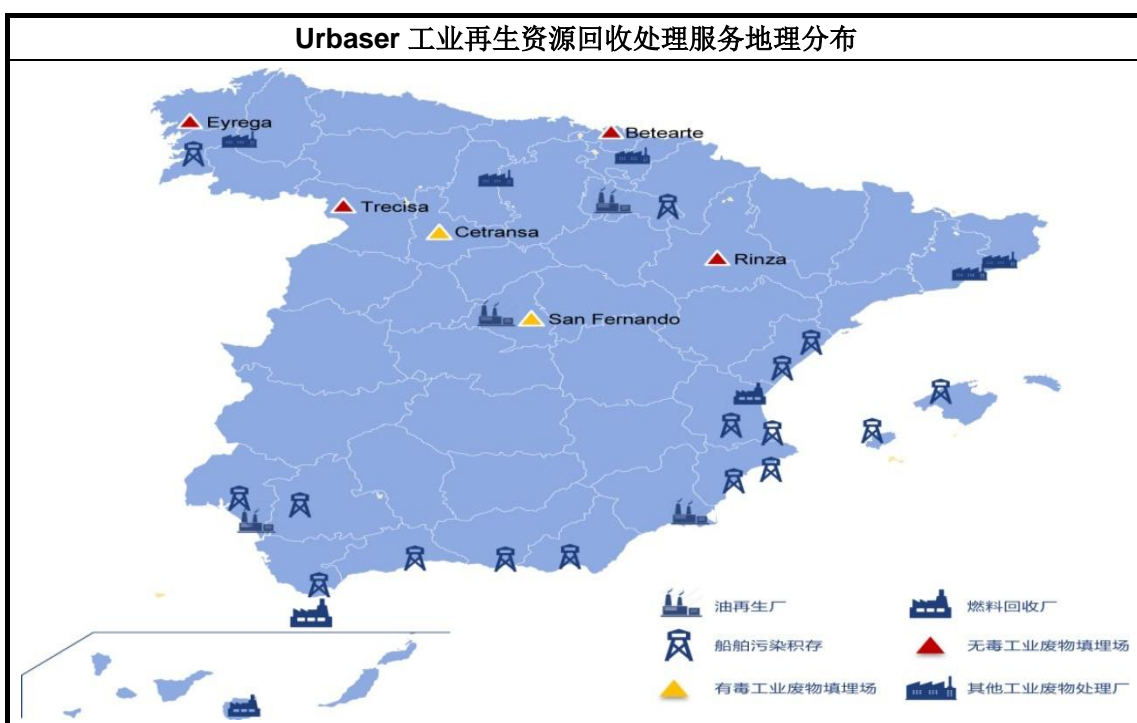 Urbaser 工业再生资源回收处理服务地理分布
Eyrega
Betearte
Trecisa
Cetransa
Rinza
San Fernando
油再生厂
燃料回收厂
船舶污染积存
无毒工业废物填埋场
有毒工业废物填埋场
其他工业废物处理厂